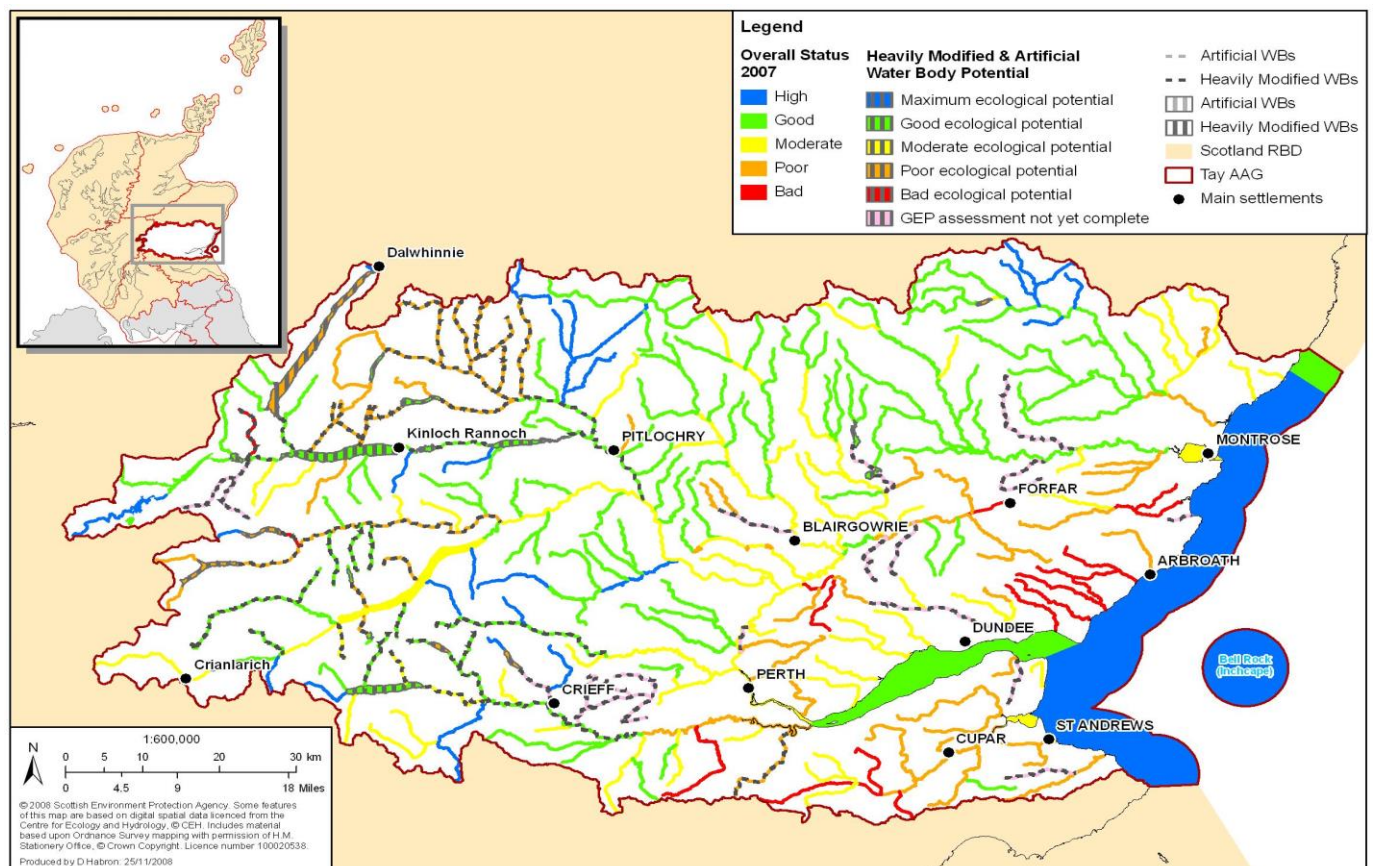 Legend
Overall Status
2007
High
Good
Moderate
Poor
Bad
Heavily Modified & Artificial
Water Body Potential
Maximum ecological potential
Good ecological potential
Moderate ecological potential
Poor ecological potential
Bad ecological potential
GEP assessment not yet complete
Artificial WBs
Heavily Modified WBs
Artificial WBs
Heavily Modified WBs
Scotland RBD
Tay AAG
Main settlements
Dalwhinnie
Kinloch Rannoch
PITLOCHRY
MONTROSE
FORFAR
BLAIRGOWRIE
ARBROATH
DUNDEE
Bell Rock
(Inchcape)
Crianlarich
PERTH
CRIEFF
ST ANDREWS
CUPAR
N
1:600,000
0 5 10 20 30 km
0 4.5 9 18 Miles
© 2008 Scottish Environment Protection Agency. Some features
of this map are based on digital spatial data licenced from the
Centre for Ecology and Hydrology, © CEH. Includes material
based upon Ordnance Survey mapping with permission of H.M.
Stationery Office, © Crown Copyright. Licence number 100020538.
Produced by D Habron: 25/11/2008